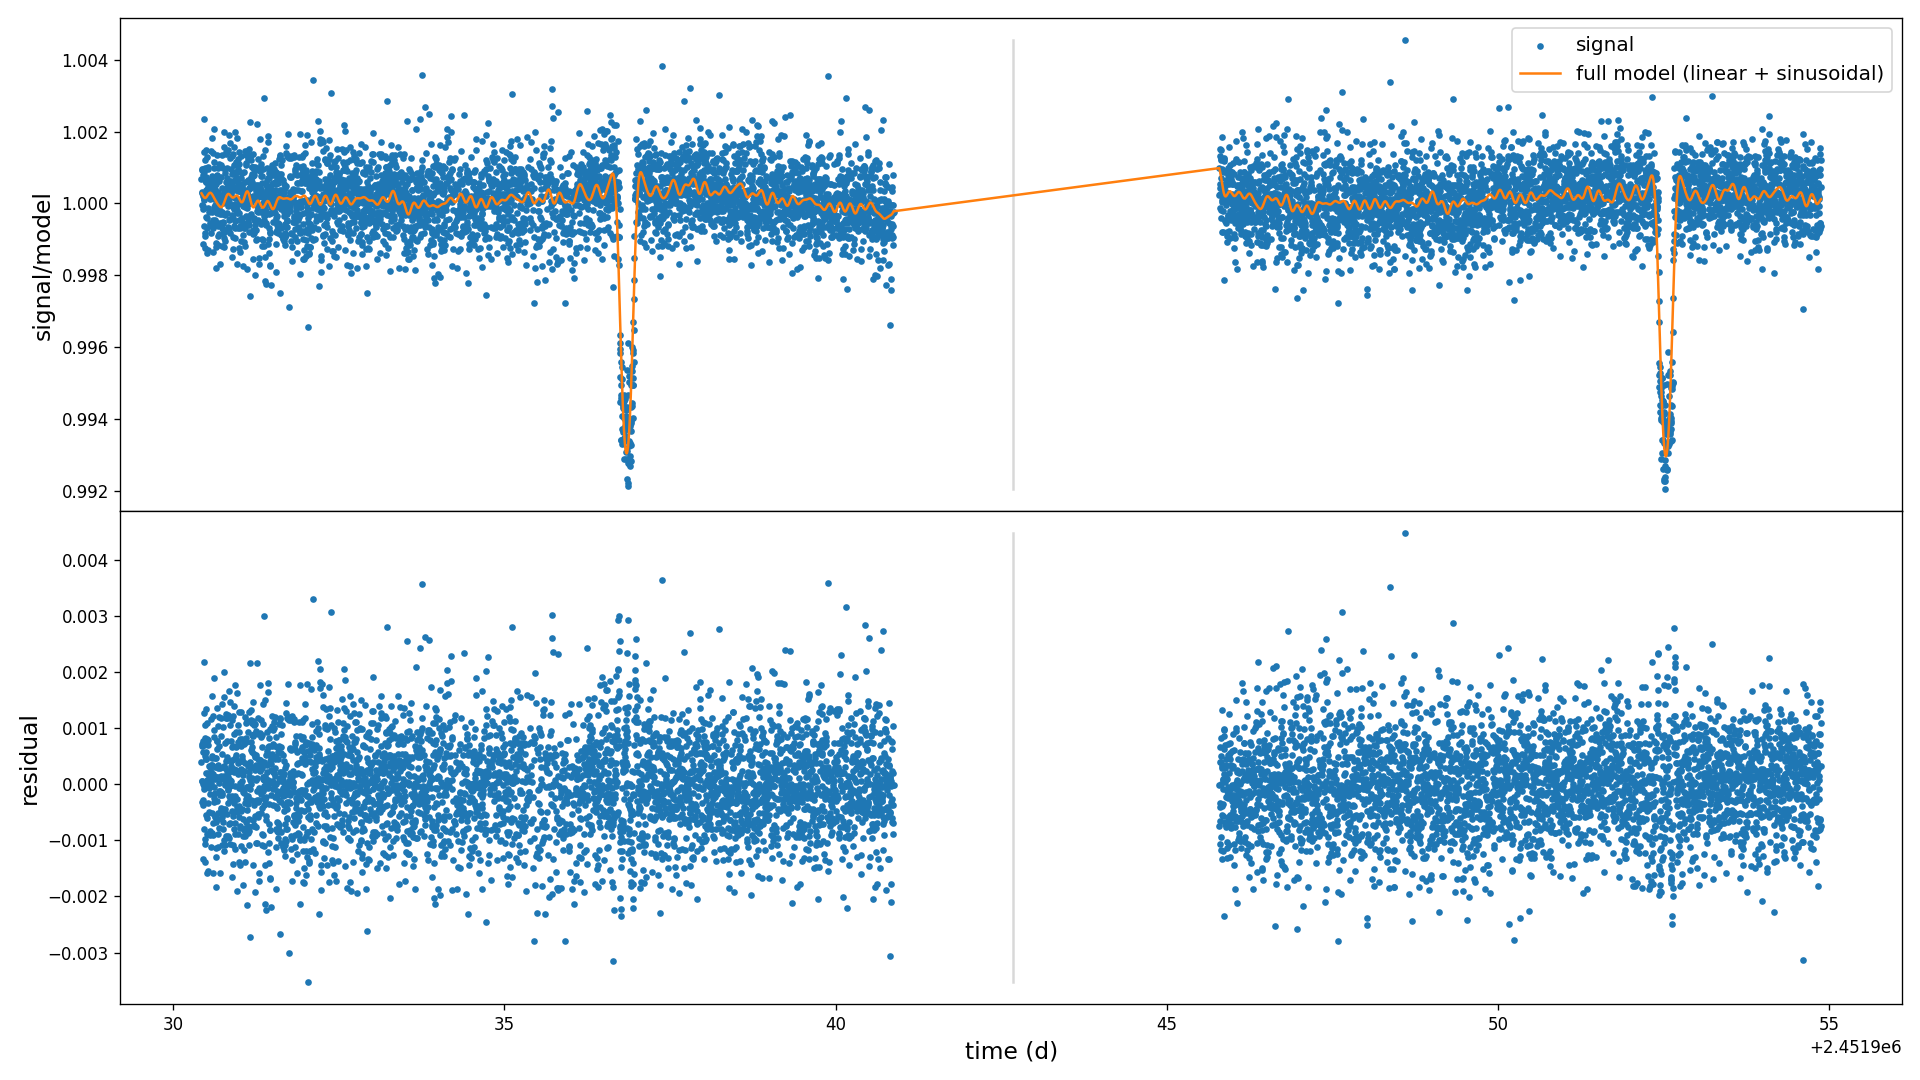 signal
full model (linear + sinusoidal)
signal/model
1.004
1.002
1.000
0.998
0.996
0.994
0.992
residual
0.004
0.003
0.002
0.001
0.000
−0.001
−0.002
−0.003
30 35 40 45 50 55
time (d)
+2.4519e6